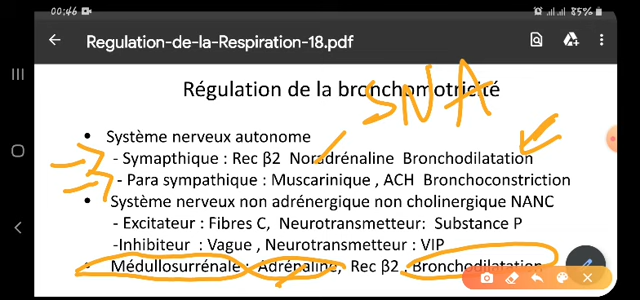 00:46
85%
Regulation-de-la-Respiration-18.pdf
Régulation de la bronchomotricité
SNA
• Système nerveux autonome
- Symapthique : Rec β2 Noradrénaline Bronchodilatation
- Para sympathique : Muscarinique , ACH Bronchoconstriction
• Système nerveux non adrénergique non cholinergique NANC
- Excitateur : Fibres C, Neurotransmetteur: Substance P
-Inhibiteur : Vague , Neurotransmetteur : VIP
• Médullosurrénale : Adrénaline, Rec β2 . Bronchodilatation